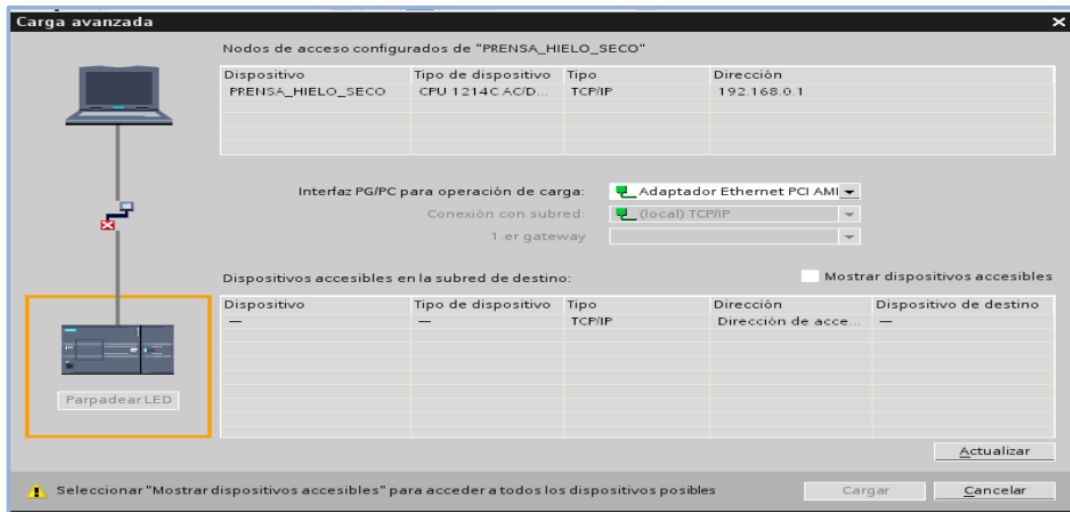 Carga avanzada
Nodos de acceso configurados de "PRENSA_HIELO_SECO"
Dispositivo Tipo de dispositivo Tipo Dirección
PRENSA_HIELO_SECO CPU 1214C AC/D... TCP/IP 192.168.0.1
Interfaz PG/PC para operación de carga: Adaptador Ethernet PCI AMI
Conexión con subred: (local) TCP/IP
1.er gateway
Dispositivos accesibles en la subred de destino: Mostrar dispositivos accesibles
Dispositivo Tipo de dispositivo Tipo Dirección Dispositivo de destino
— — TCP/IP Dirección de acce... —
Parpadear LED
Actualizar
Seleccionar "Mostrar dispositivos accesibles" para acceder a todos los dispositivos posibles Cargar Cancelar